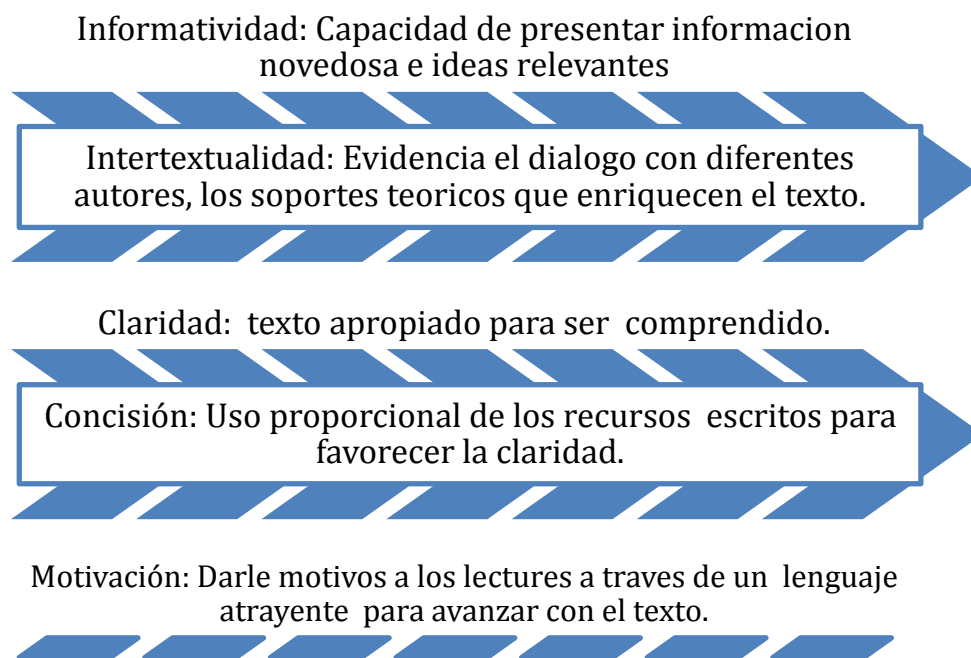 Informatividad: Capacidad de presentar informacion
novedosa e ideas relevantes
Intertextualidad: Evidencia el dialogo con diferentes
autores, los soportes teoricos que enriquecen el texto.
Claridad: texto apropiado para ser comprendido.
Concisión: Uso proporcional de los recursos escritos para
favorecer la claridad.
Motivación: Darle motivos a los lectures a traves de un lenguaje
atrayente para avanzar con el texto.